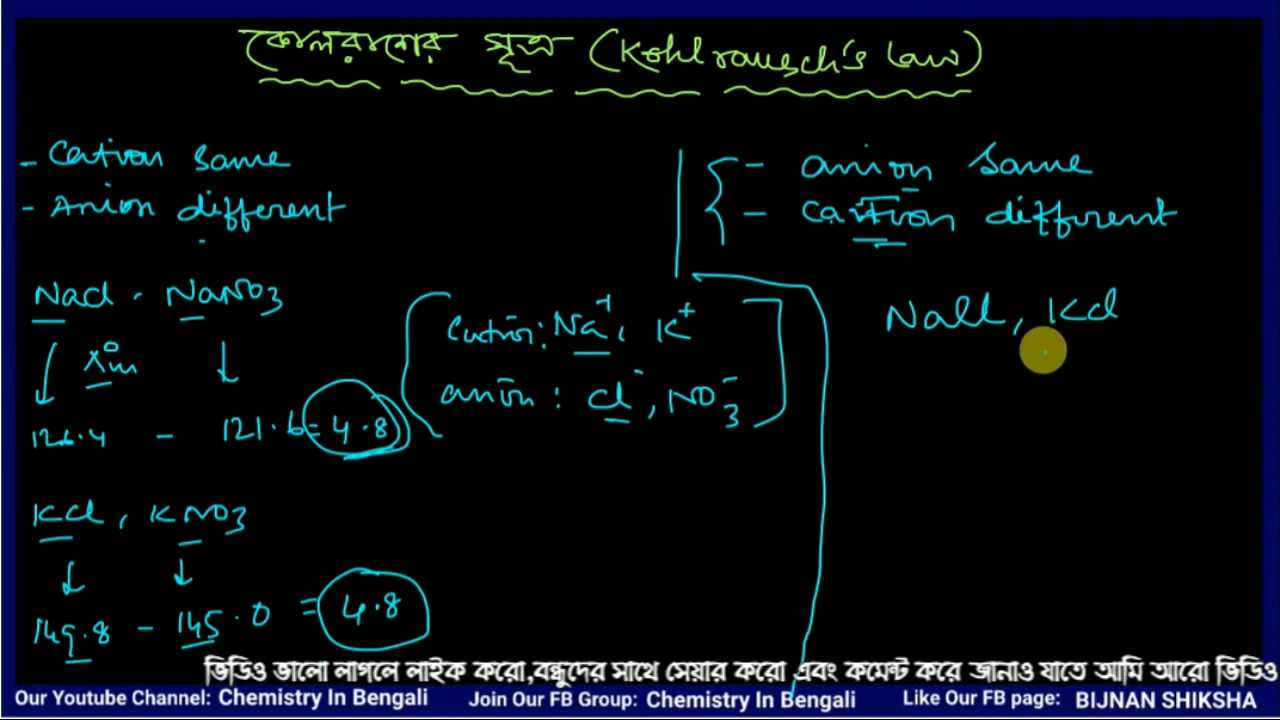 কোলরাশের সূত্র (Kohlrausch's Law)
- Cation same
- Anion different
NaCl . NaNO3
λ°m
126.4 - 121.6 = 4.8
KCl, KNO3
149.8 - 145.0 = 4.8
Cation: Na+, K+
anion : Cl-, NO3-
- anion same
- Cation different
NaCl, KCl
ভিডিও ভালো লাগলে লাইক করো,বন্ধুদের সাথে সেয়ার করো এবং কমেন্ট করে জানাও যাতে আমি আরো ভিডিও
Our Youtube Channel: Chemistry In Bengali Join Our FB Group: Chemistry In Bengali Like Our FB page: BIJNAN SHIKSHA